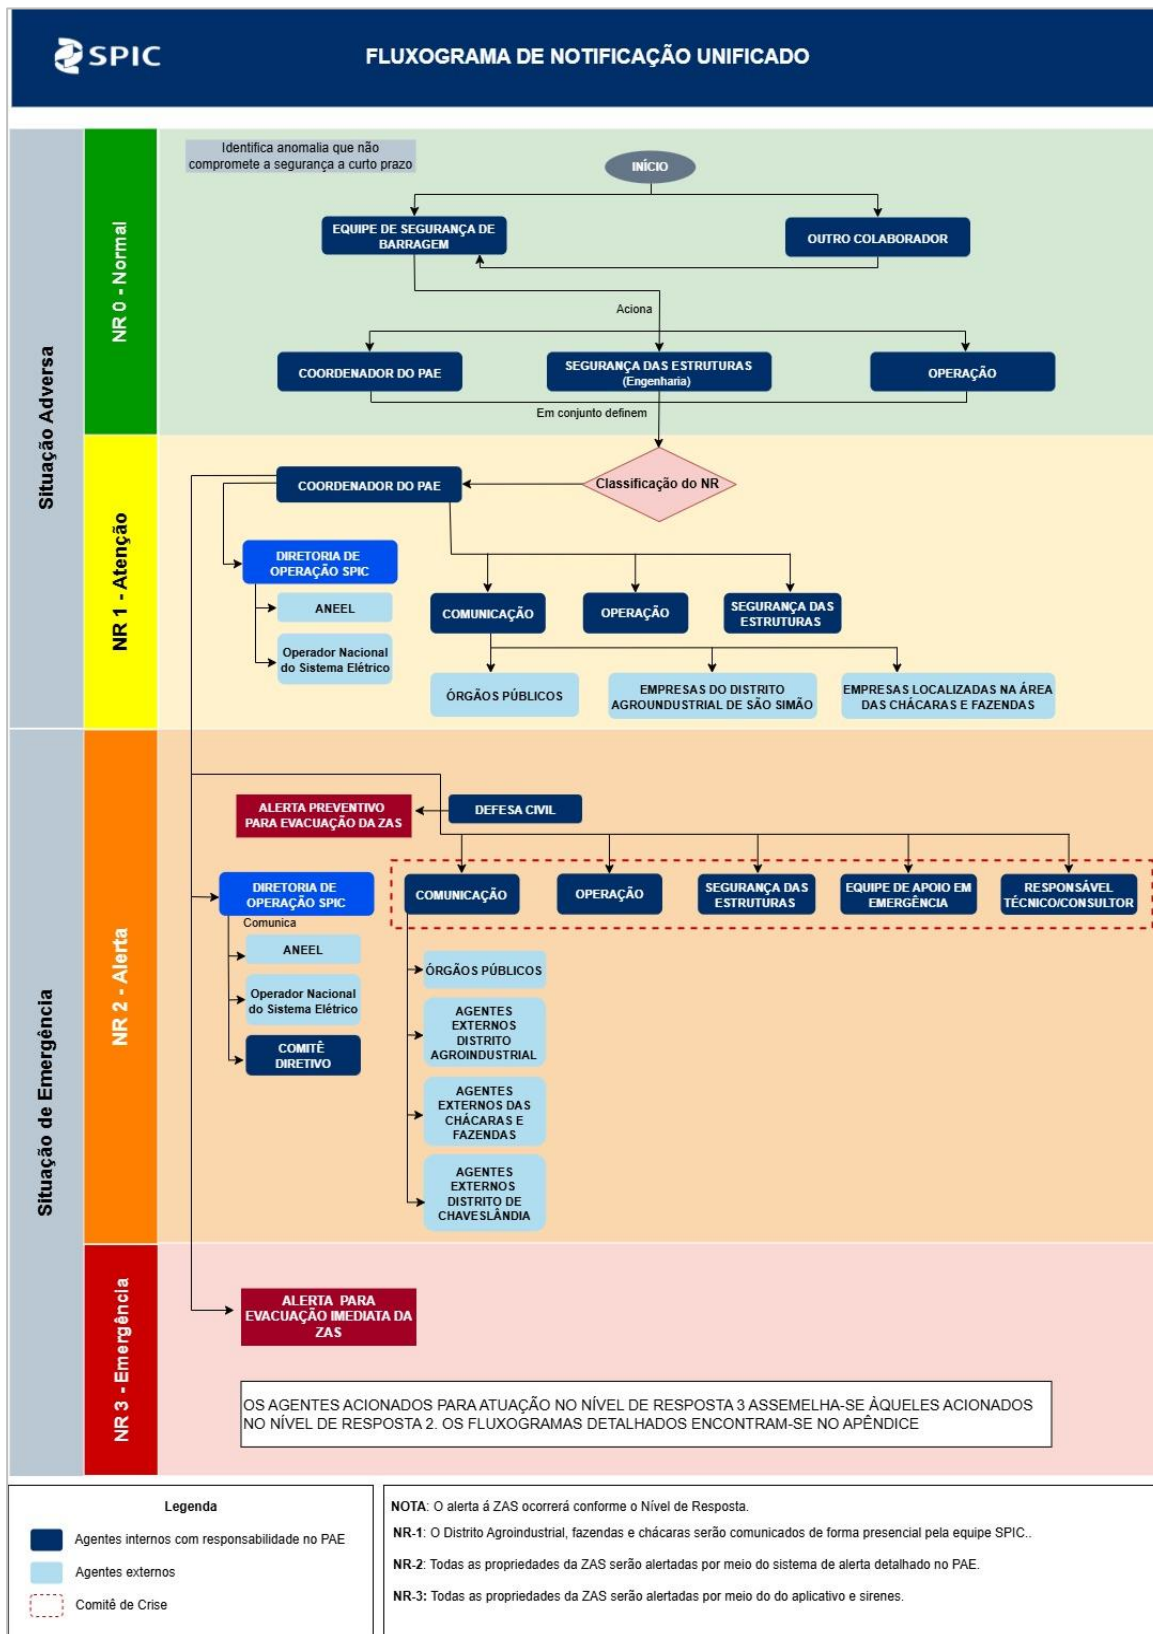 SPIC
FLUXOGRAMA DE NOTIFICAÇÃO UNIFICADO
Situação Adversa
NR 0 - Normal
Identifica anomalia que não
compromete a segurança a curto prazo
INÍCIO
EQUIPE DE SEGURANÇA DE
BARRAGEM
OUTRO COLABORADOR
Aciona
COORDENADOR DO PAE
SEGURANÇA DAS ESTRUTURAS
(Engenharia)
OPERAÇÃO
Em conjunto definem
NR 1 - Atenção
Classificação do NR
COORDENADOR DO PAE
DIRETORIA DE
OPERAÇÃO SPIC
ANEEL
Operador Nacional
do Sistema Elétrico
COMUNICAÇÃO
OPERAÇÃO
SEGURANÇA DAS
ESTRUTURAS
ÓRGÃOS PÚBLICOS
EMPRESAS DO DISTRITO
AGROINDUSTRIAL DE SÃO SIMÃO
EMPRESAS LOCALIZADAS NA ÁREA
DAS CHÁCARAS E FAZENDAS
Situação de Emergência
NR 2 - Alerta
ALERTA PREVENTIVO
PARA EVACUAÇÃO DA ZAS
DEFESA CIVIL
DIRETORIA DE
OPERAÇÃO SPIC
Comunica
ANEEL
Operador Nacional
do Sistema Elétrico
COMITÊ
DIRETIVO
COMUNICAÇÃO
OPERAÇÃO
SEGURANÇA DAS
ESTRUTURAS
EQUIPE DE APOIO EM
EMERGÊNCIA
RESPONSÁVEL
TÉCNICO/CONSULTOR
ÓRGÃOS PÚBLICOS
AGENTES
EXTERNOS
DISTRITO
AGROINDUSTRIAL
AGENTES
EXTERNOS DAS
CHÁCARAS E
FAZENDAS
AGENTES
EXTERNOS
DISTRITO DE
CHAVESLÂNDIA
NR 3 - Emergência
ALERTA PARA
EVACUAÇÃO IMEDIATA DA
ZAS
OS AGENTES ACIONADOS PARA ATUAÇÃO NO NÍVEL DE RESPOSTA 3 ASSEMELHA-SE ÀQUELES ACIONADOS
NO NÍVEL DE RESPOSTA 2. OS FLUXOGRAMAS DETALHADOS ENCONTRAM-SE NO APÊNDICE
Legenda
Agentes internos com responsabilidade no PAE
Agentes externos
Comitê de Crise
NOTA: O alerta á ZAS ocorrerá conforme o Nível de Resposta.
NR-1: O Distrito Agroindustrial, fazendas e chácaras serão comunicados de forma presencial pela equipe SPIC..
NR-2: Todas as propriedades da ZAS serão alertadas por meio do sistema de alerta detalhado no PAE.
NR-3: Todas as propriedades da ZAS serão alertadas por meio do do aplicativo e sirenes.